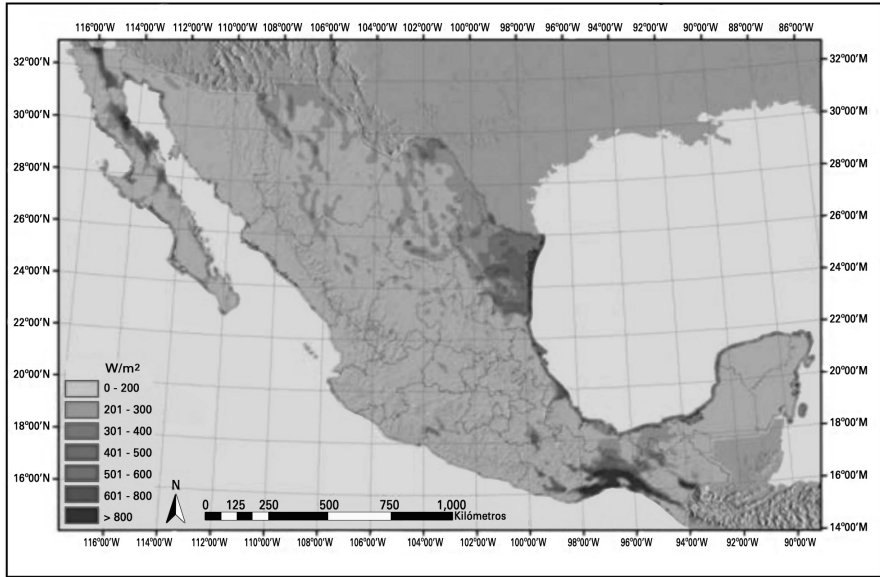 116°00'W 114°00'W 112°00'W 110°00'W 108°00'W 106°00'W 104°00'W 102°00'W 100°00'W 98°00'W 96°00'W 94°00'W 92°00'W 90°00'W 88°00'W 86°00'W
32°00'N 32°00'M
30°00'N 30°00'M
28°00'N 28°00'M
26°00'N 26°00'M
24°00'N 24°00'M
22°00'N 22°00'M
20°00'N 20°00'M
18°00'N 18°00'M
16°00'N 16°00'M
14°00'M
W/m²
0 - 200
201 - 300
301 - 400
401 - 500
501 - 600
601 - 800
> 800
N
0 125 250 500 750 1,000
Kilómetros
116°00'W 114°00'W 112°00'W 110°00'W 108°00'W 106°00'W 104°00'W 102°00'W 100°00'W 98°00'W 96°00'W 94°00'W 92°00'W 90°00'W